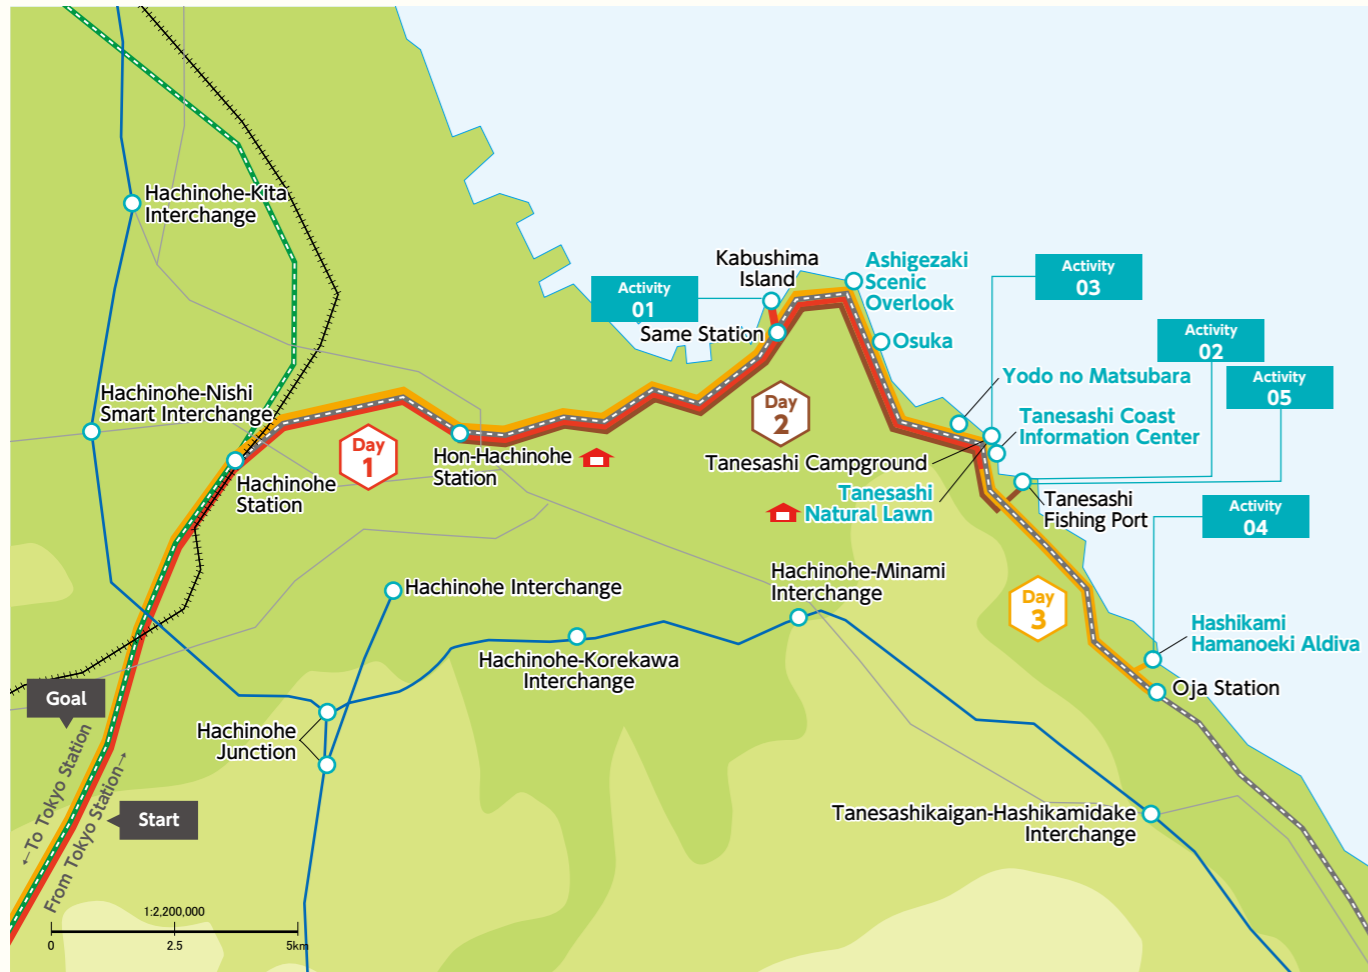 Hachinohe-Kita
Interchange
Kabushima
Island
Ashigezaki
Scenic
Overlook
Activity
01
Activity
03
Same Station
Osuka
Activity
02
Activity
05
Yodo no Matsubara
Hachinohe-Nishi
Smart Interchange
Day
1
Day
2
Hon-Hachinohe
Station
Tanesashi Coast
Information Center
Tanesashi Campground
Hachinohe
Station
Tanesashi
Natural Lawn
Tanesashi
Fishing Port
Activity
04
Hachinohe Interchange
Hachinohe-Minami
Interchange
Day
3
Hashikami
Hamanoeki Aldiva
Hachinohe-Korekawa
Interchange
Oja Station
Goal
Hachinohe
Junction
←To Tokyo Station
From Tokyo Station→
Start
Tanesashikaigan-Hashikamidake
Interchange
1:2,200,000
0 2.5 5km